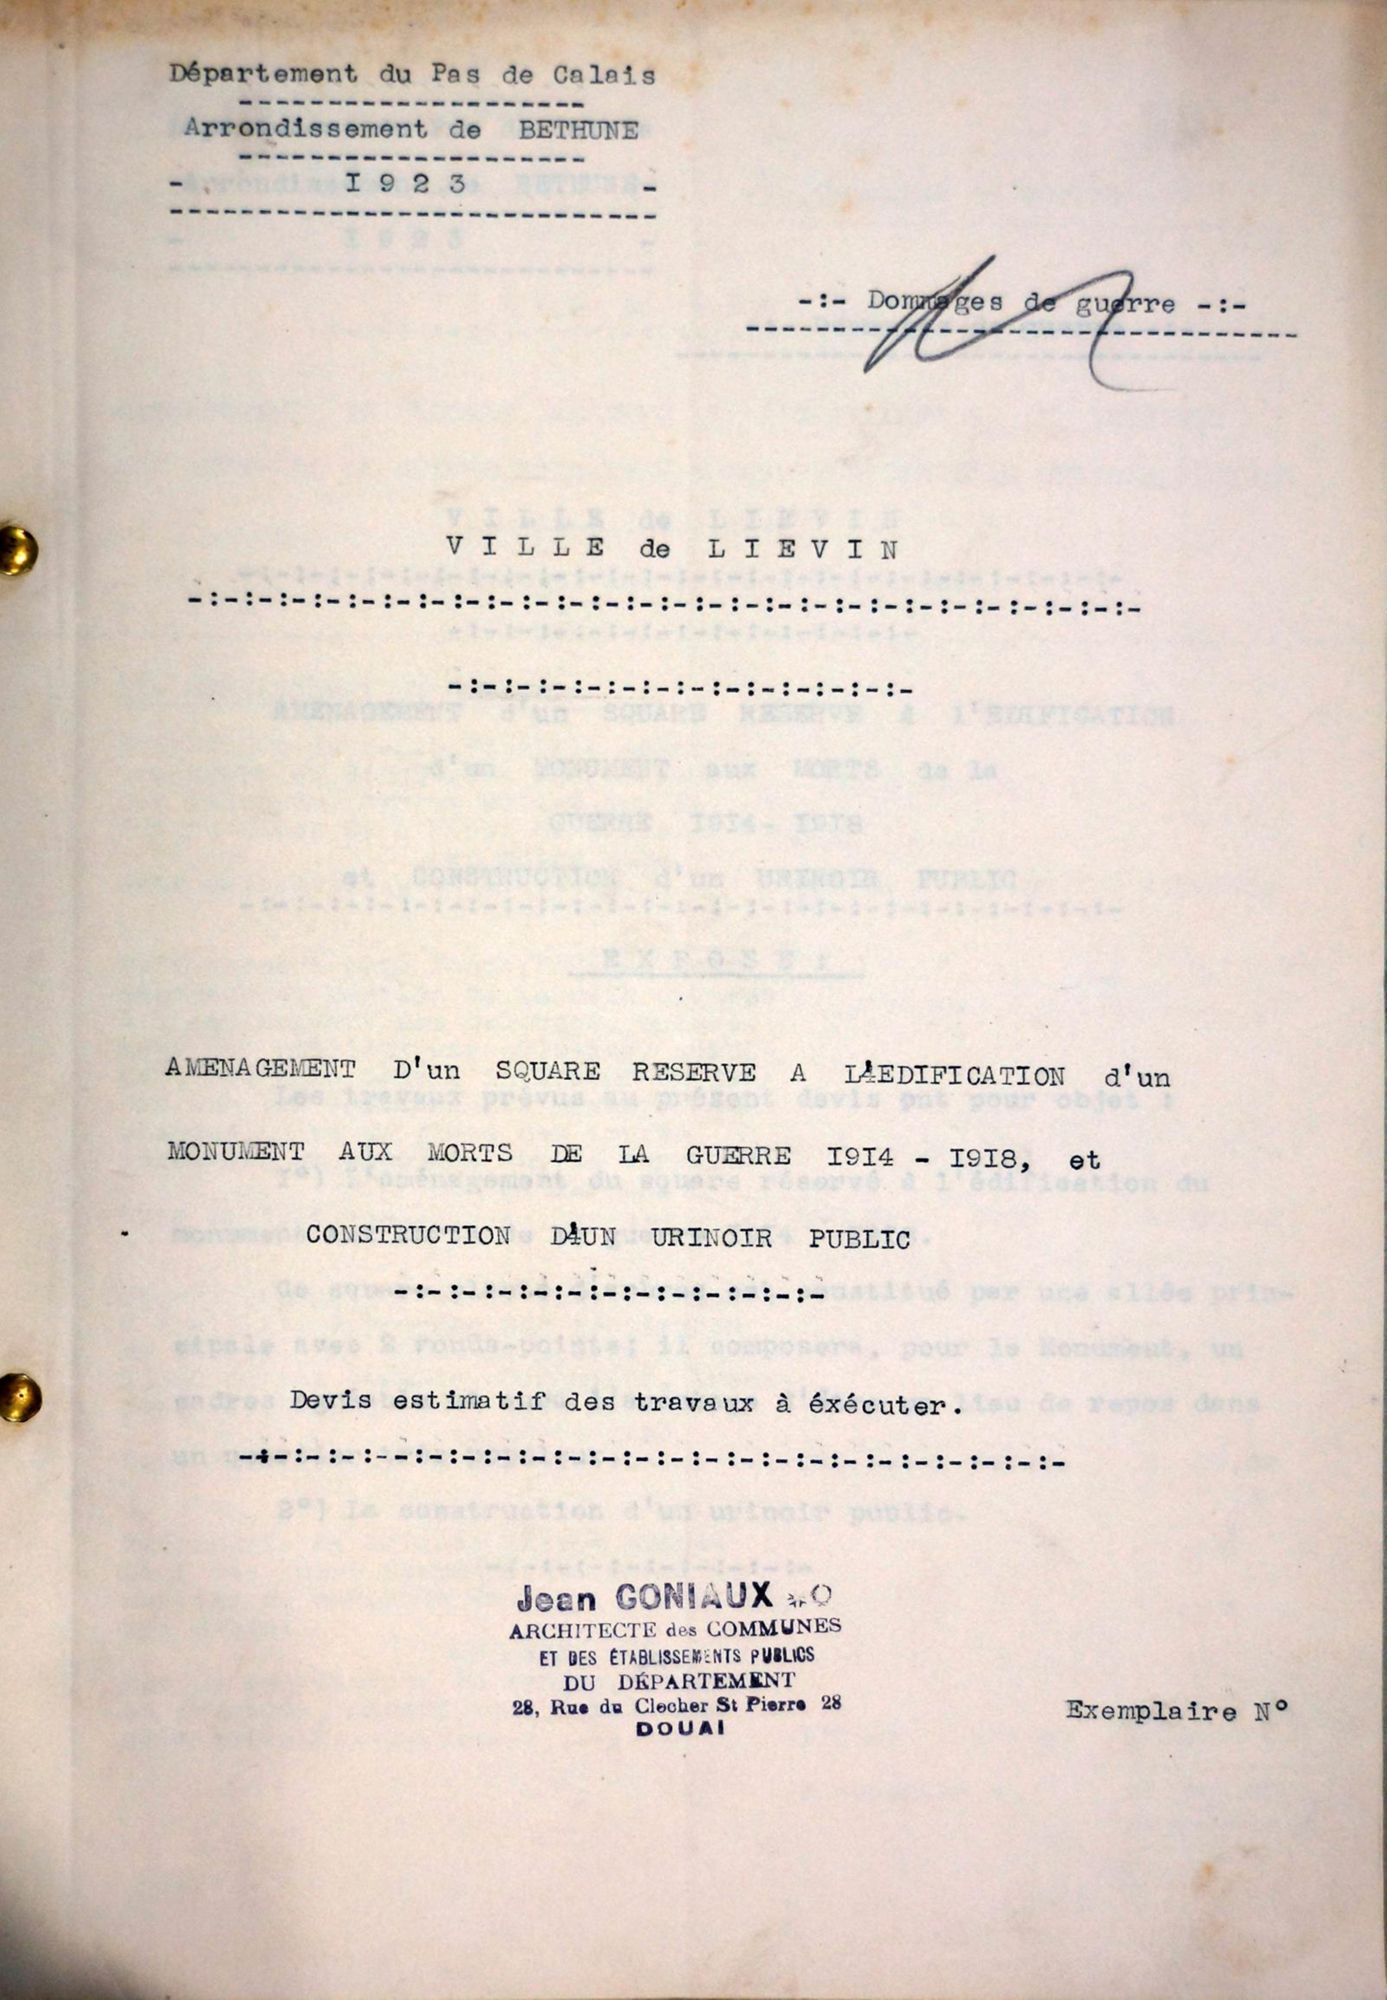 Département du Pas de Calais
--------------------
Arrondissement de BETHUNE
--------------------
- I 9 2 3 -
----------------------------
-:- Dommages de guerre -:-
--------------------------------
V I L L E de L I E V I N
-:-:-:-:-:-:-:-:-:-:-:-:-:-:-:-:-:-:-:-:-:-:-:-:-:-:-:-
-:-:-:-:-:-:-:-:-:-:-:-:-:-
AMENAGEMENT D'un SQUARE RESERVE A L'EDIFICATION d'un
MONUMENT AUX MORTS DE LA GUERRE I9I4 - I9I8, et
CONSTRUCTION D'UN URINOIR PUBLIC
-:-:-:-:-:-:-:-:-:-:-:-:-
Devis estimatif des travaux à éxécuter.
-:-:-:-:--:-:-:-:-:-:-:-:-:-:-:-:-:-:-:-:-:-:-:-
Jean GONIAUX
ARCHITECTE des COMMUNES
ET DES ÉTABLISSEMENTS PUBLICS
DU DÉPARTEMENT
28, Rue du Clocher St Pierre 28
DOUAI
Exemplaire N°